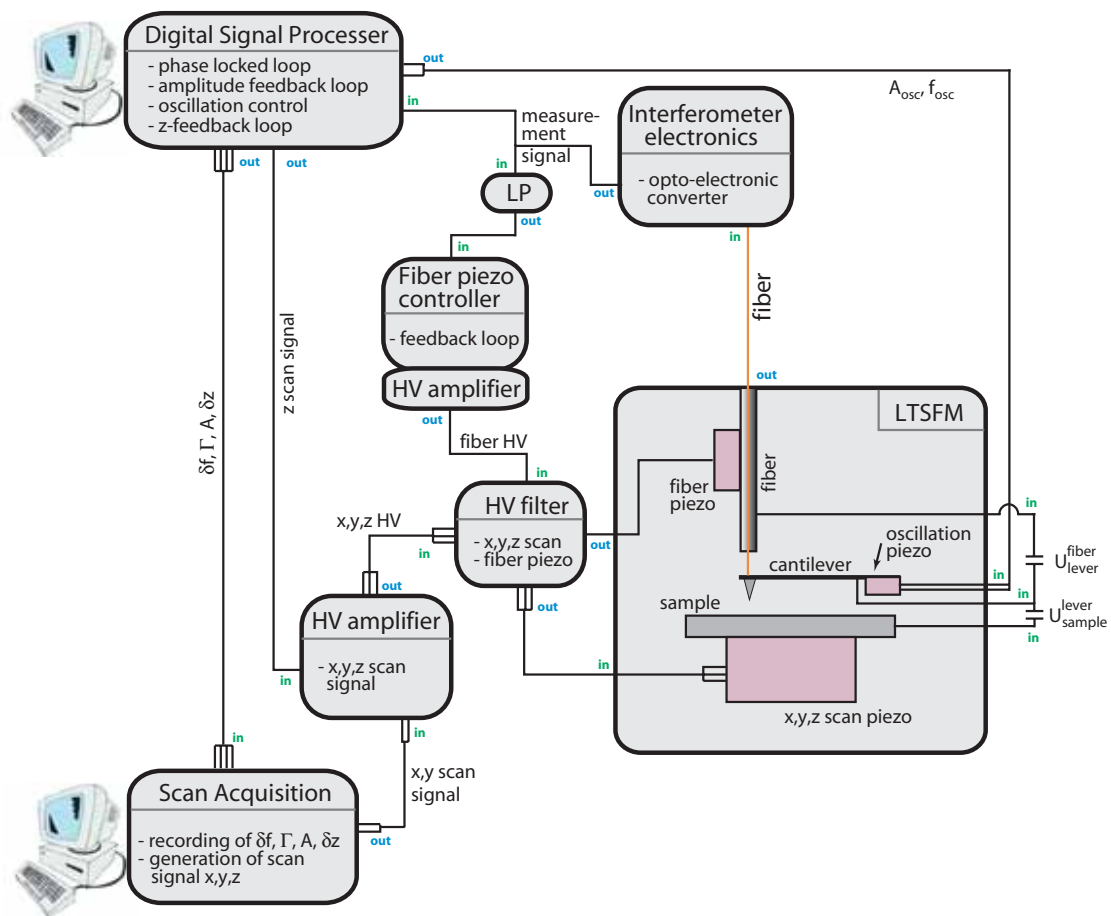 Digital Signal Processer
- phase locked loop
- amplitude feedback loop
- oscillation control
- z-feedback loop
out
in
out
out
A_osc, f_osc
measure-
ment
signal
Interferometer
electronics
- opto-electronic
converter
out
in
in
LP
out
in
Fiber piezo
controller
- feedback loop
HV amplifier
out
fiber HV
in
fiber
out
z scan signal
δf, Γ, A, δz
LTSFM
fiber
fiber
piezo
HV filter
- x,y,z scan
- fiber piezo
out
in
out
x,y,z HV
out
in
oscillation
piezo
cantilever
in
in
in
U_lever^fiber
U_sample^lever
sample
in
x,y,z scan piezo
HV amplifier
- x,y,z scan
signal
in
in
x,y scan
signal
in
Scan Acquisition
- recording of δf, Γ, A, δz
- generation of scan
signal x,y,z
out